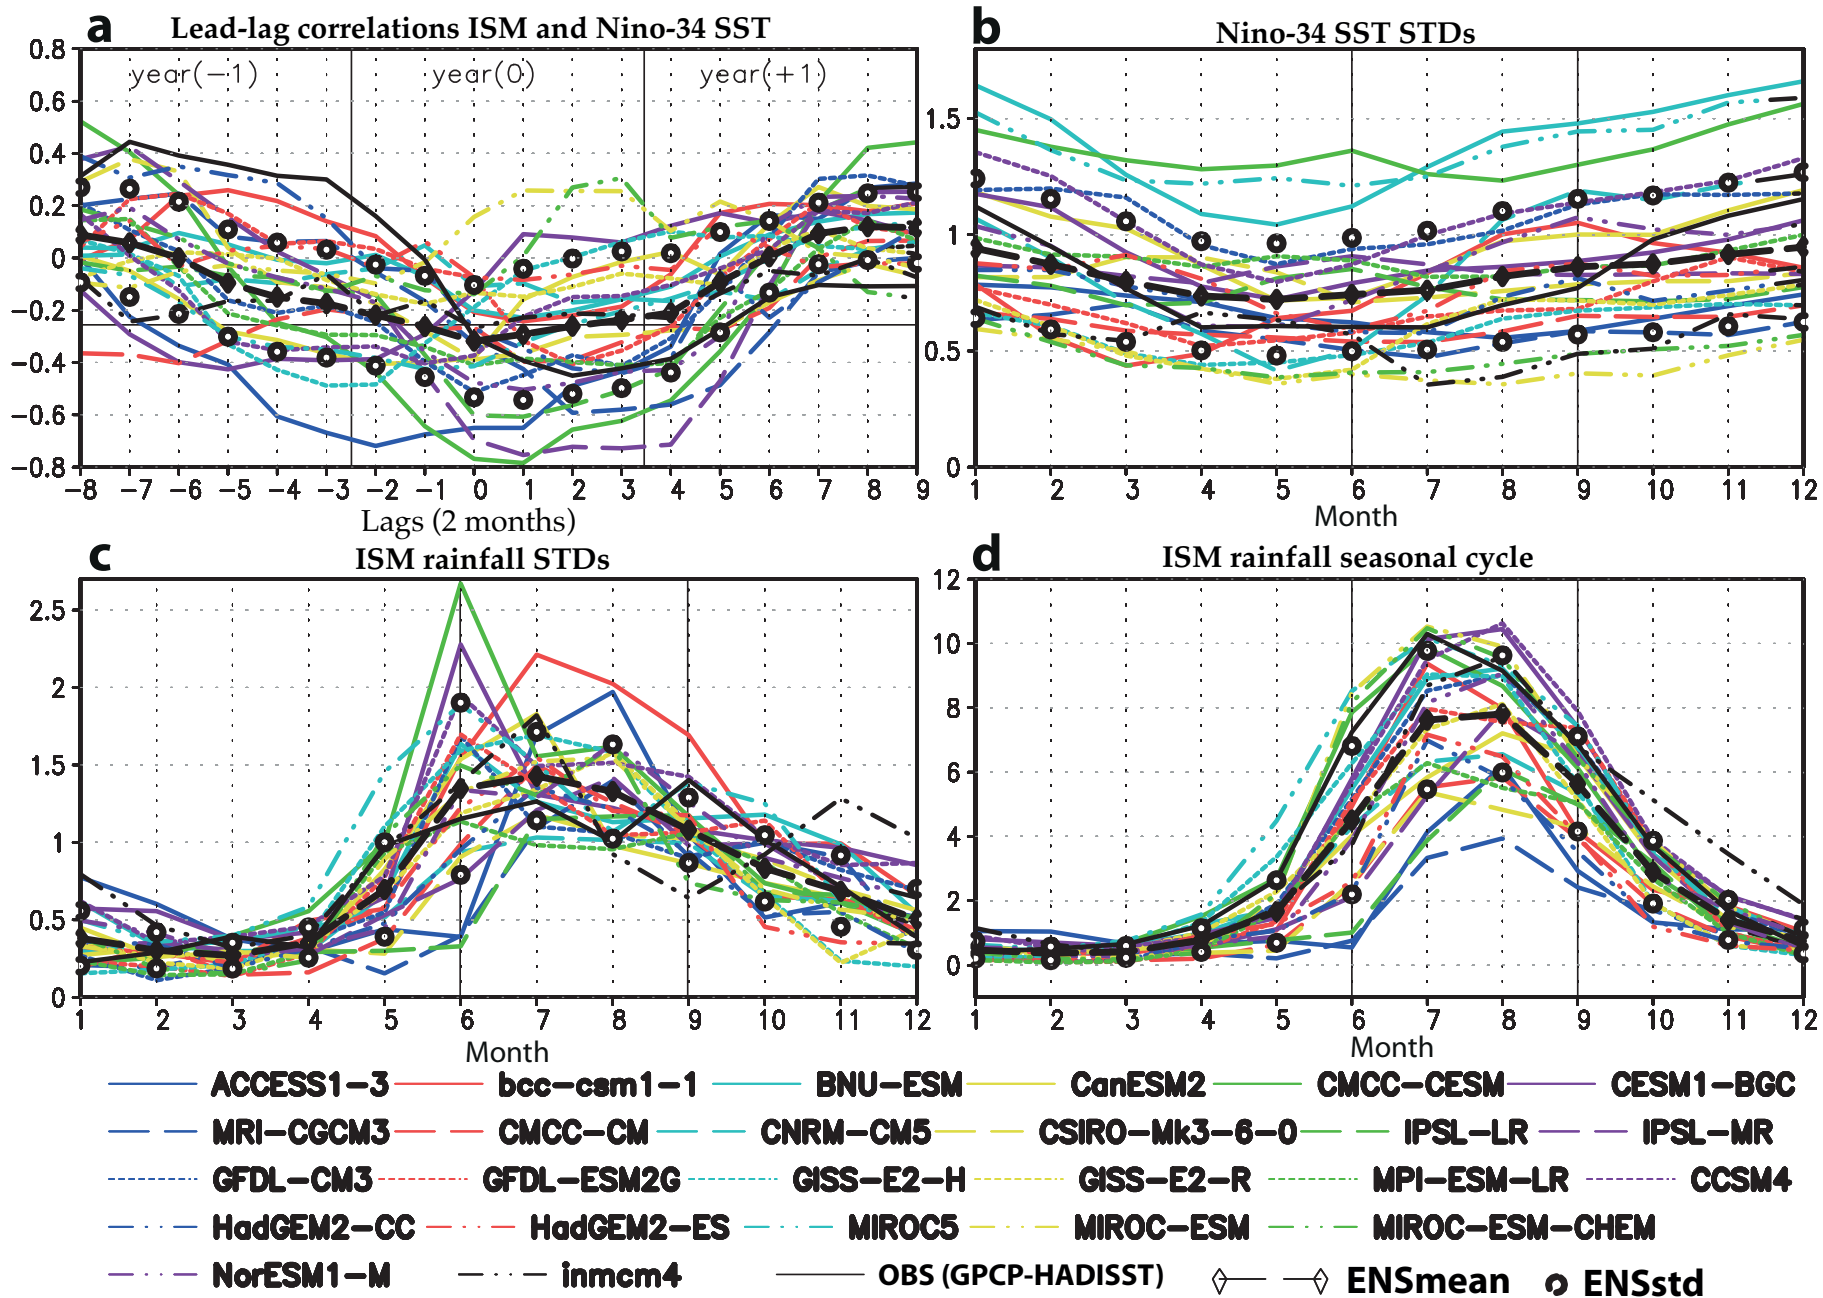 a Lead-lag correlations ISM and Nino-34 SST
0.8
0.6
0.4
0.2
0
−0.2
−0.4
−0.6
−0.8
year(−1) year(0) year(+1)
−8 −7 −6 −5 −4 −3 −2 −1 0 1 2 3 4 5 6 7 8 9
Lags (2 months)
b Nino-34 SST STDs
1.5
1
0.5
0
1 2 3 4 5 6 7 8 9 10 11 12
Month
c ISM rainfall STDs
2.5
2
1.5
1
0.5
0
1 2 3 4 5 6 7 8 9 10 11 12
Month
d ISM rainfall seasonal cycle
12
10
8
6
4
2
0
1 2 3 4 5 6 7 8 9 10 11 12
Month
ACCESS1−3 bcc−csm1−1 BNU−ESM CanESM2 CMCC−CESM CESM1−BGC
MRI−CGCM3 CMCC−CM CNRM−CM5 CSIRO−Mk3−6−0 IPSL−LR IPSL−MR
GFDL−CM3 GFDL−ESM2G GISS−E2−H GISS−E2−R MPI−ESM−LR CCSM4
HadGEM2−CC HadGEM2−ES MIROC5 MIROC−ESM MIROC−ESM−CHEM
NorESM1−M inmcm4 OBS (GPCP-HADISST) ENSmean ENSstd